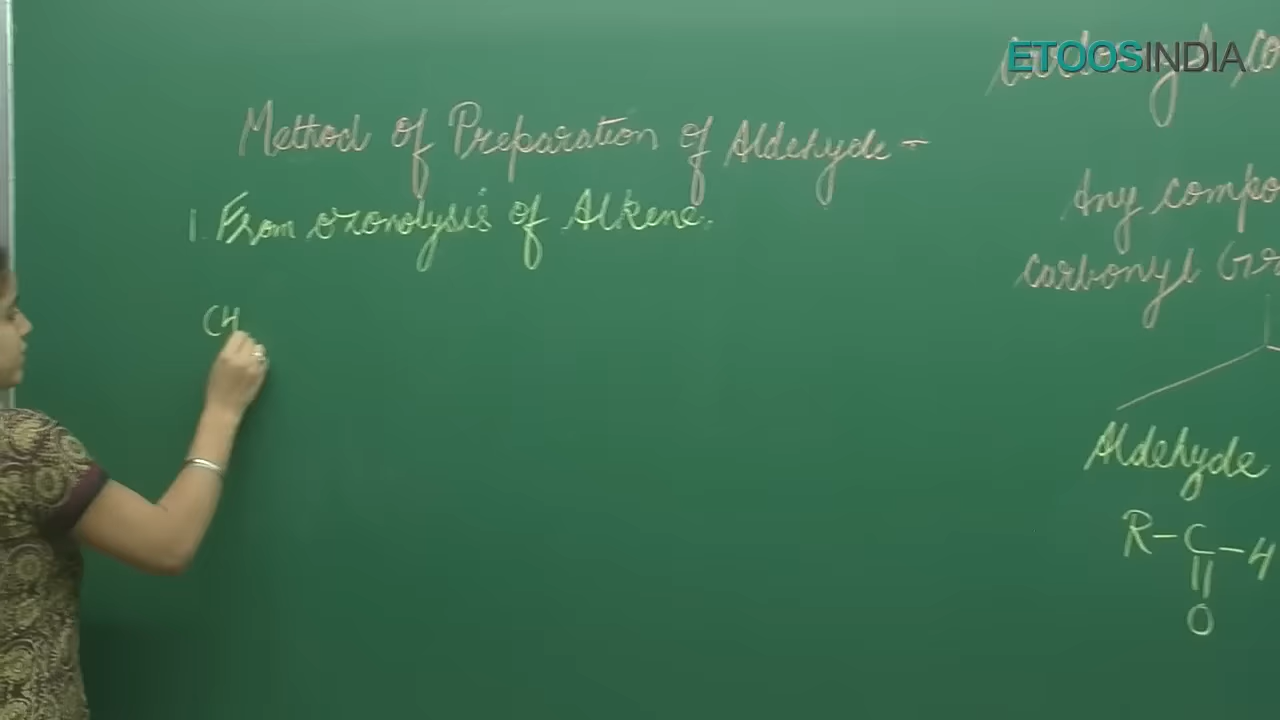 ETOOSINDIA
Method of Preparation of Aldehyde -
1. From ozonolysis of Alkene.
CH
Any compo
carbonyl Gr
Aldehyde
R-C-H
||
O